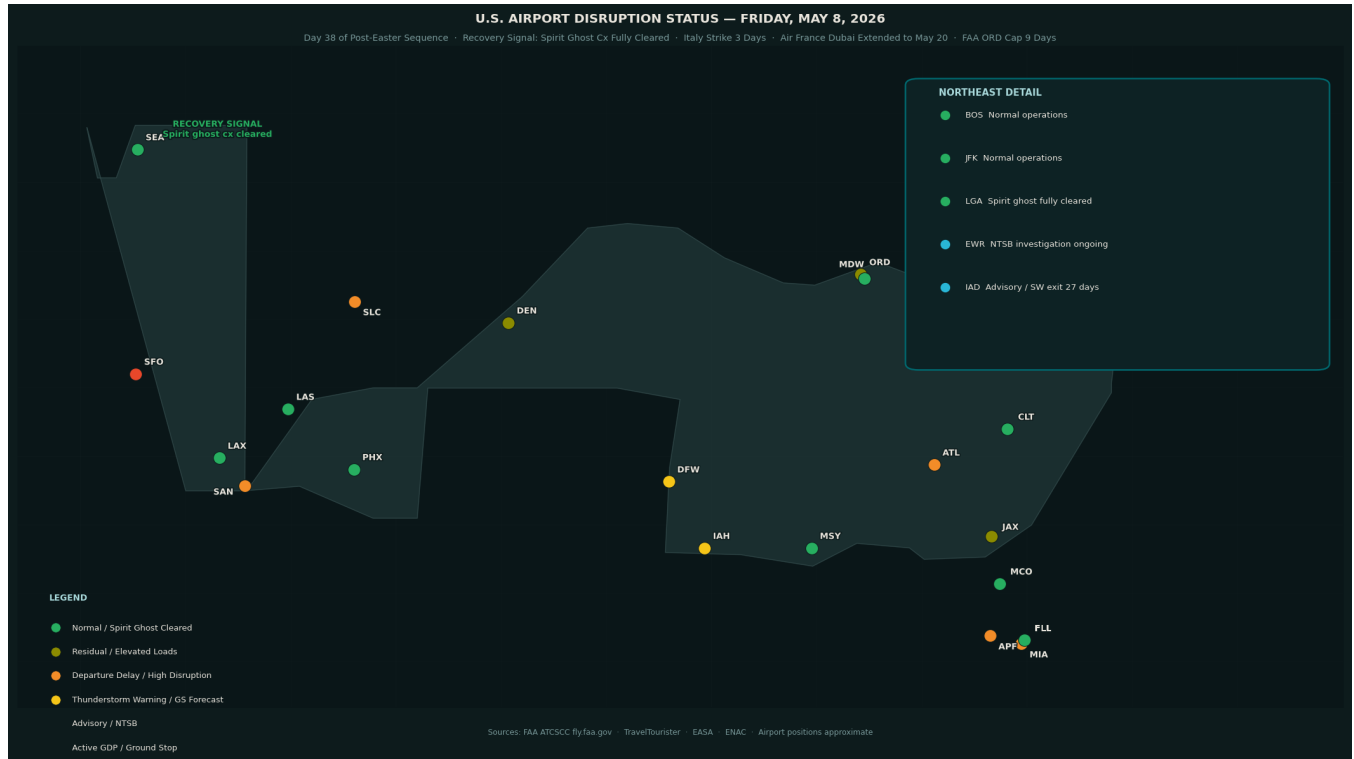 U.S. AIRPORT DISRUPTION STATUS — FRIDAY, MAY 8, 2026
Day 38 of Post-Easter Sequence · Recovery Signal: Spirit Ghost Cx Fully Cleared · Italy Strike 3 Days · Air France Dubai Extended to May 20 · FAA ORD Cap 9 Days
NORTHEAST DETAIL
BOS Normal operations
JFK Normal operations
LGA Spirit ghost fully cleared
EWR NTSB investigation ongoing
IAD Advisory / SW exit 27 days
RECOVERY SIGNAL
Spirit ghost cx cleared
SEA
MDW
ORD
SLC
DEN
SFO
LAS
CLT
LAX
PHX
ATL
DFW
SAN
JAX
IAH
MSY
MCO
FLL
APF
MIA
LEGEND
Normal / Spirit Ghost Cleared
Residual / Elevated Loads
Departure Delay / High Disruption
Thunderstorm Warning / GS Forecast
Advisory / NTSB
Active GDP / Ground Stop
Sources: FAA ATCSCC fly.faa.gov · TravelTourister · EASA · ENAC · Airport positions approximate